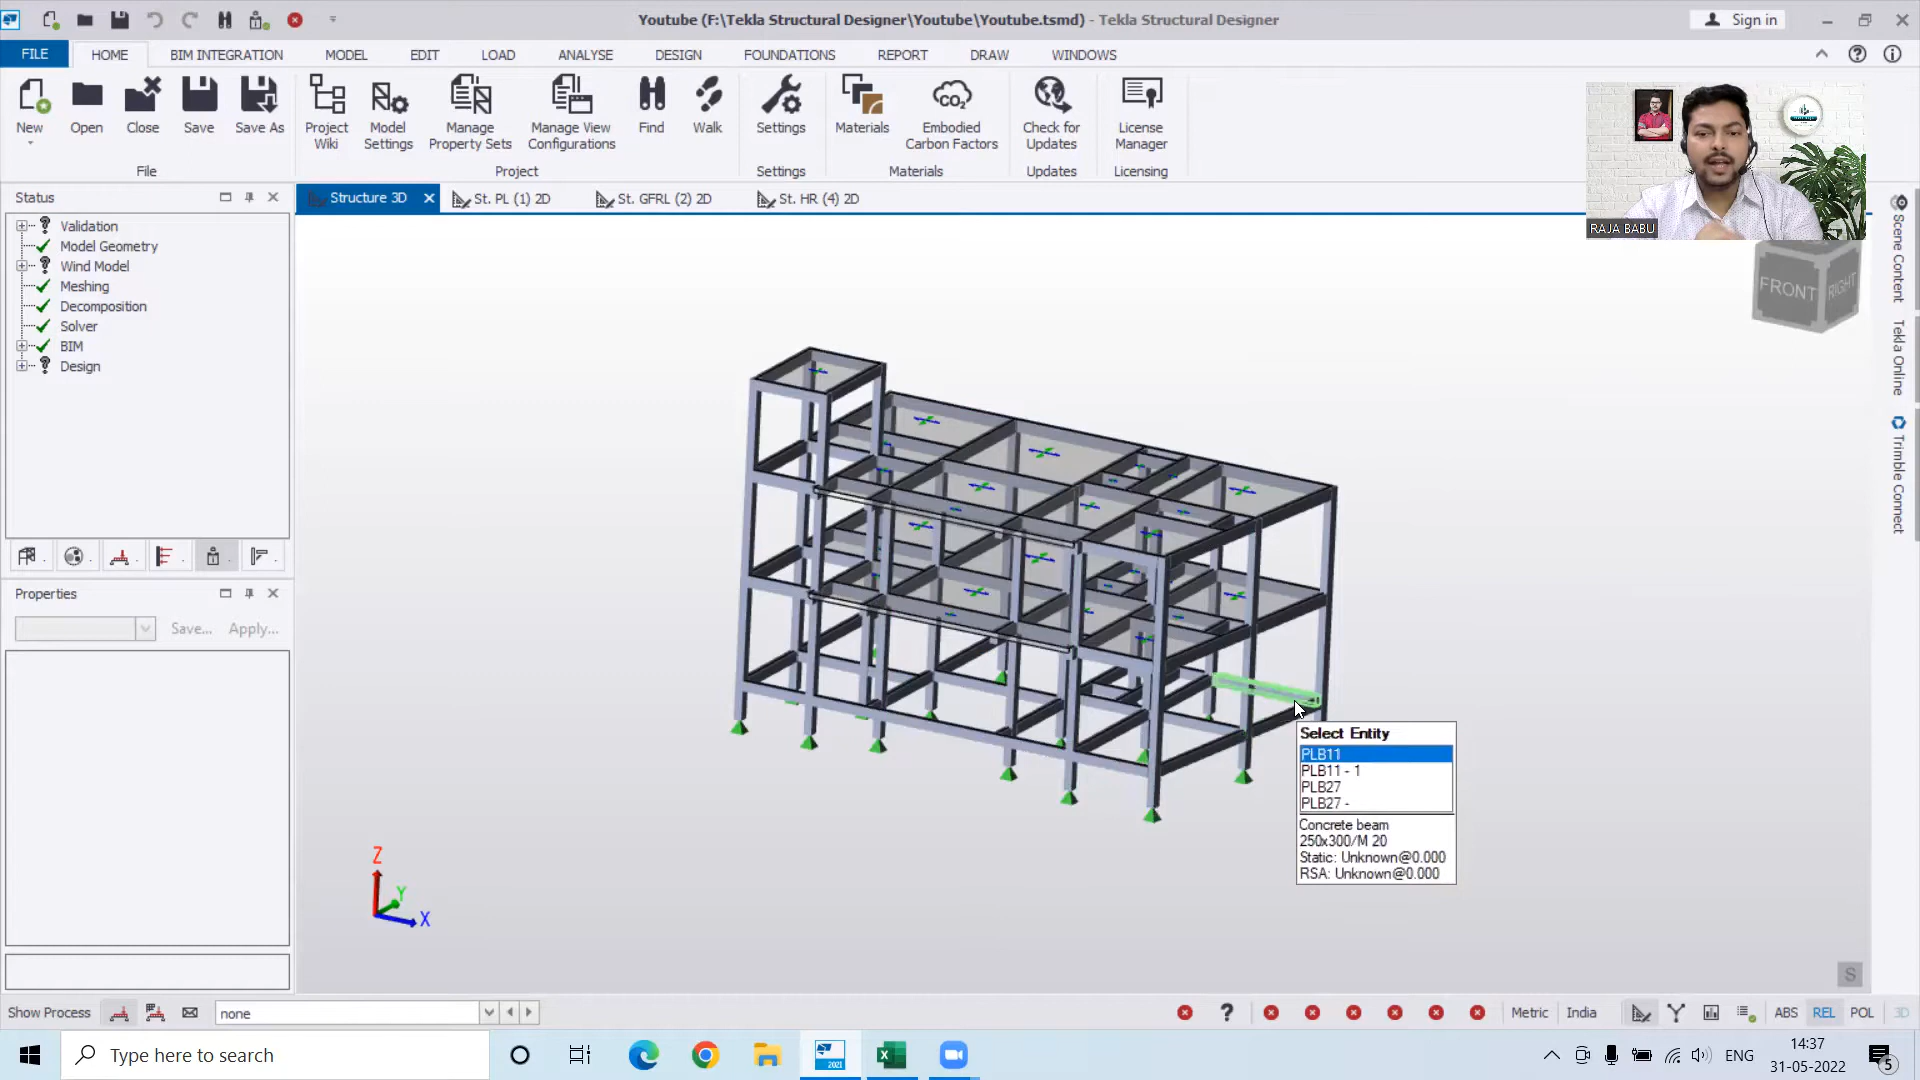 Youtube (F:\Tekla Structural Designer\Youtube\Youtube.tsmd) - Tekla Structural Designer
Sign in
FILE
HOME
BIM INTEGRATION
MODEL
EDIT
LOAD
ANALYSE
DESIGN
FOUNDATIONS
REPORT
DRAW
WINDOWS
New
Open
Close
Save
Save As
Project
Wiki
Model
Settings
Manage
Property Sets
Manage View
Configurations
Find
Walk
Settings
Materials
CO2
Embodied
Carbon Factors
Check for
Updates
License
Manager
File
Project
Settings
Materials
Updates
Licensing
RAJA BABU
Status
Structure 3D
St. PL (1) 2D
St. GFRL (2) 2D
St. HR (4) 2D
Validation
Model Geometry
Wind Model
Meshing
Decomposition
Solver
BIM
Design
FRONT
RIGHT
Scene Content
Tekla Online
Trimble Connect
Properties
Save...
Apply...
Select Entity
PLB11
PLB11 - 1
PLB27
PLB27 -
Concrete beam
250x300/M 20
Static: Unknown@0.000
RSA: Unknown@0.000
Z
Y
X
S
Show Process
none
Metric
India
ABS
REL
POL
3D
Type here to search
2021
ENG
14:37
31-05-2022
5